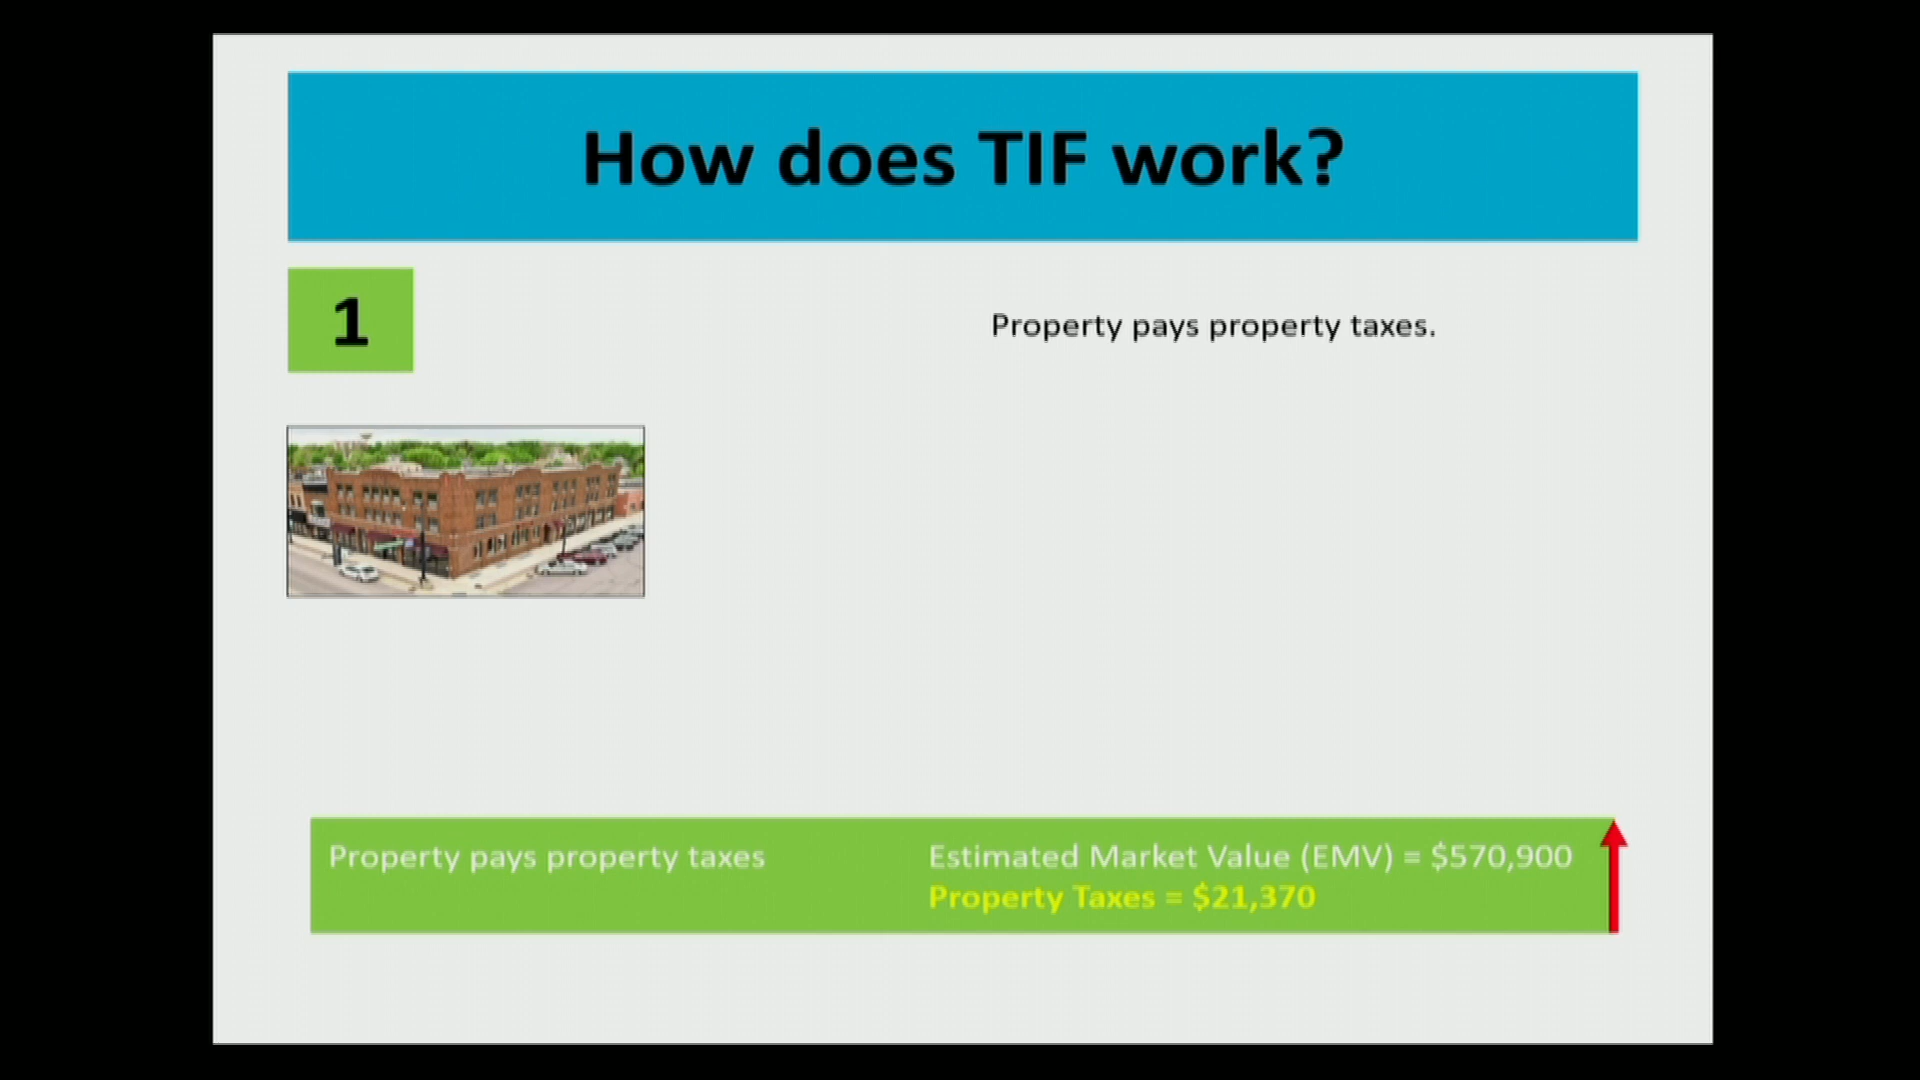 How does TIF work?
1
Property pays property taxes.
Property pays property taxes
Estimated Market Value (EMV) = $570,900
Property Taxes = $21,370